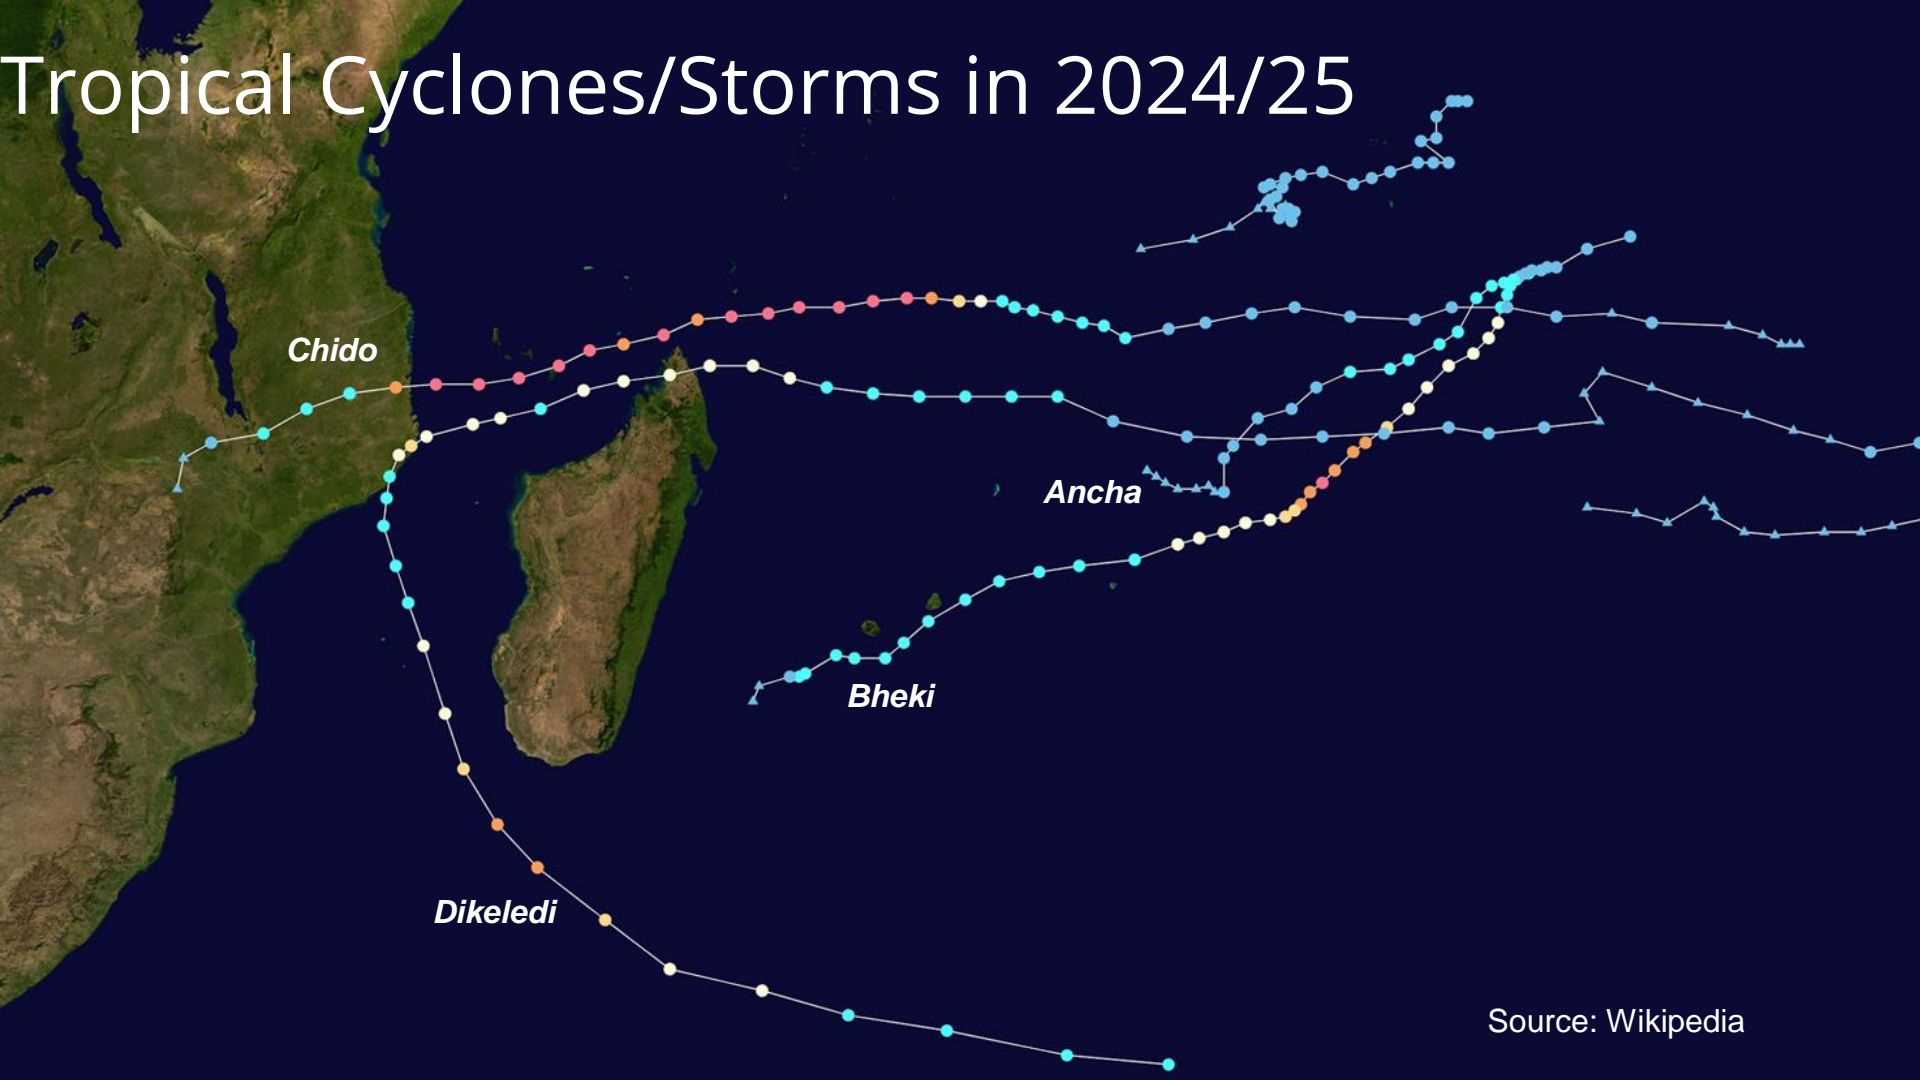 Tropical Cyclones/Storms in 2024/25
Chido
Ancha
Bheki
Dikeledi
Source: Wikipedia